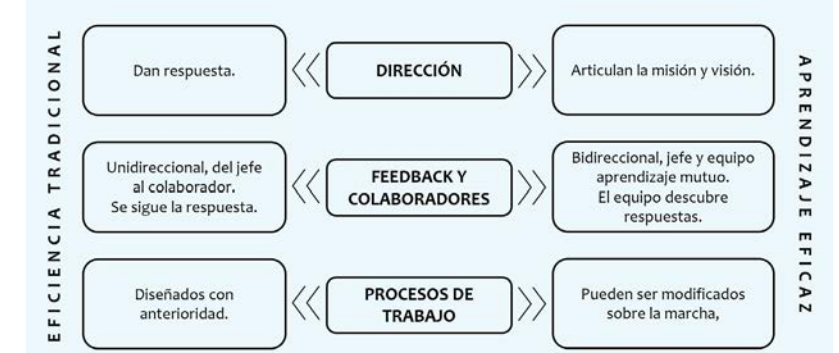 EFICIENCIA TRADICIONAL
Dan respuesta.
DIRECCIÓN
Articulan la misión y visión.
Unidireccional, del jefe
al colaborador.
Se sigue la respuesta.
FEEDBACK Y
COLABORADORES
Bidireccional, jefe y equipo
aprendizaje mutuo.
El equipo descubre
respuestas.
Diseñados con
anterioridad.
PROCESOS DE
TRABAJO
Pueden ser modificados
sobre la marcha,
APRENDIZAJE EFICAZ